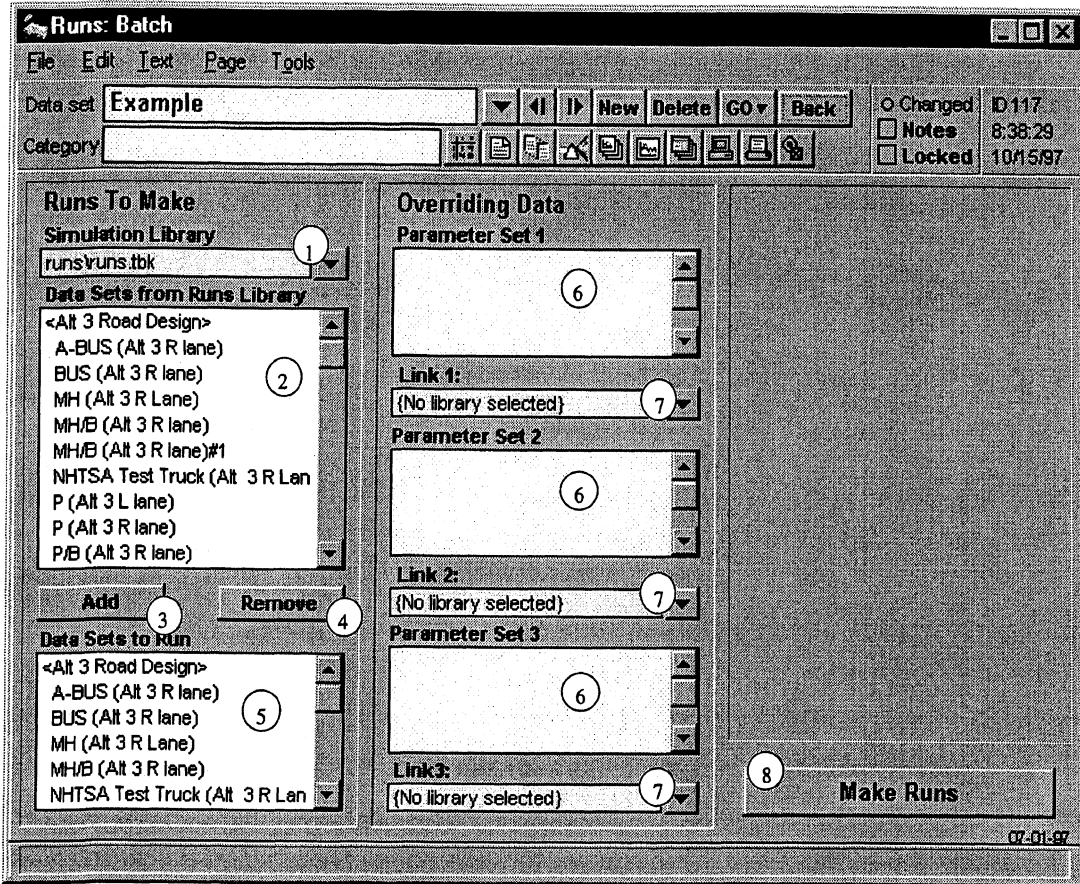 Runs: Batch
File Edit Text Page Tools
Data set Example New Delete GO Back Changed ID 117
Notes 8:38:29
Category Locked 10/15/97
Runs To Make
Simulation Library
1
runs\runs.tbk
Data Sets from Runs Library
<Alt 3 Road Design>
A-BUS (Alt 3 R lane)
BUS (Alt 3 R lane)
2
MH (Alt 3 R Lane)
MH/B (Alt 3 R lane)
MH/B (Alt 3 R lane)#1
NHTSA Test Truck (Alt 3 R Lan
P (Alt 3 L lane)
P (Alt 3 R lane)
P/B (Alt 3 R lane)
Add 3 Remove 4
Data Sets to Run
<Alt 3 Road Design>
A-BUS (Alt 3 R lane)
BUS (Alt 3 R lane)
5
MH (Alt 3 R Lane)
MH/B (Alt 3 R lane)
NHTSA Test Truck (Alt 3 R Lan
Overriding Data
Parameter Set 1
6
Link 1:
{No library selected} 7
Parameter Set 2
6
Link 2:
{No library selected} 7
Parameter Set 3
6
Link3:
{No library selected} 7
8
Make Runs
07-01-97